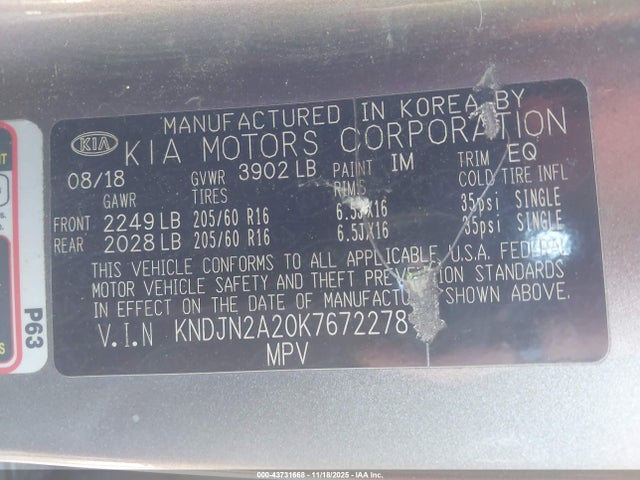 MANUFACTURED IN KOREA BY
KIA KIA MOTORS CORPORATION
08/18 GVWR 3902 LB PAINT IM TRIM EQ
GAWR TIRES RIMS COLD TIRE INFL
FRONT 2249 LB 205/60 R16 6.5JX16 35psi SINGLE
REAR 2028 LB 205/60 R16 6.5JX16 35psi SINGLE
THIS VEHICLE CONFORMS TO ALL APPLICABLE U.S.A. FEDERAL
MOTOR VEHICLE SAFETY AND THEFT PREVENTION STANDARDS
IN EFFECT ON THE DATE OF MANUFACTURE SHOWN ABOVE.
V.I.N KNDJN2A20K7672278
MPV
P63
000-43731668 - 11/18/2025 - IAA Inc.